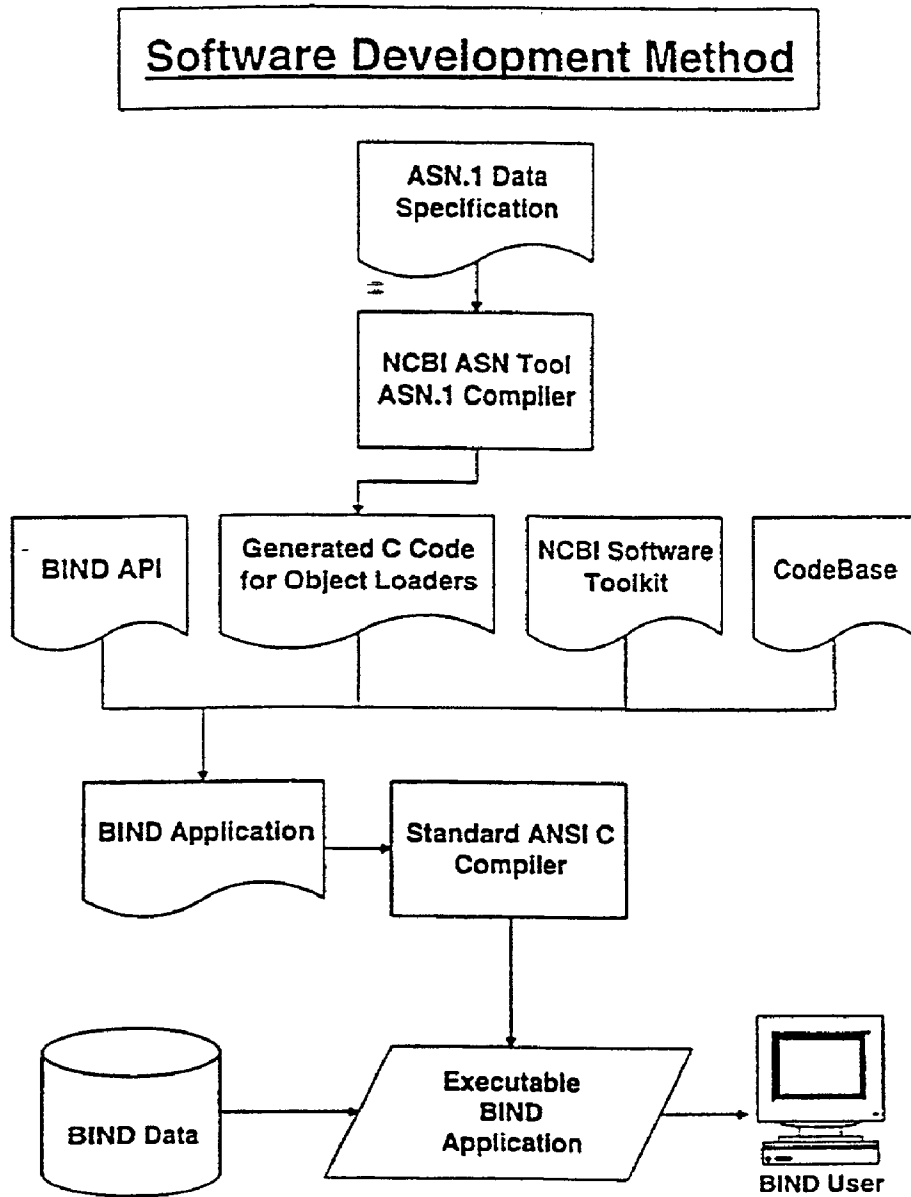 Software Development Method
ASN.1 Data
Specification
NCBI ASN Tool
ASN.1 Compiler
BIND API
Generated C Code
for Object Loaders
NCBI Software
Toolkit
CodeBase
BIND Application
Standard ANSI C
Compiler
BIND Data
Executable
BIND
Application
BIND User